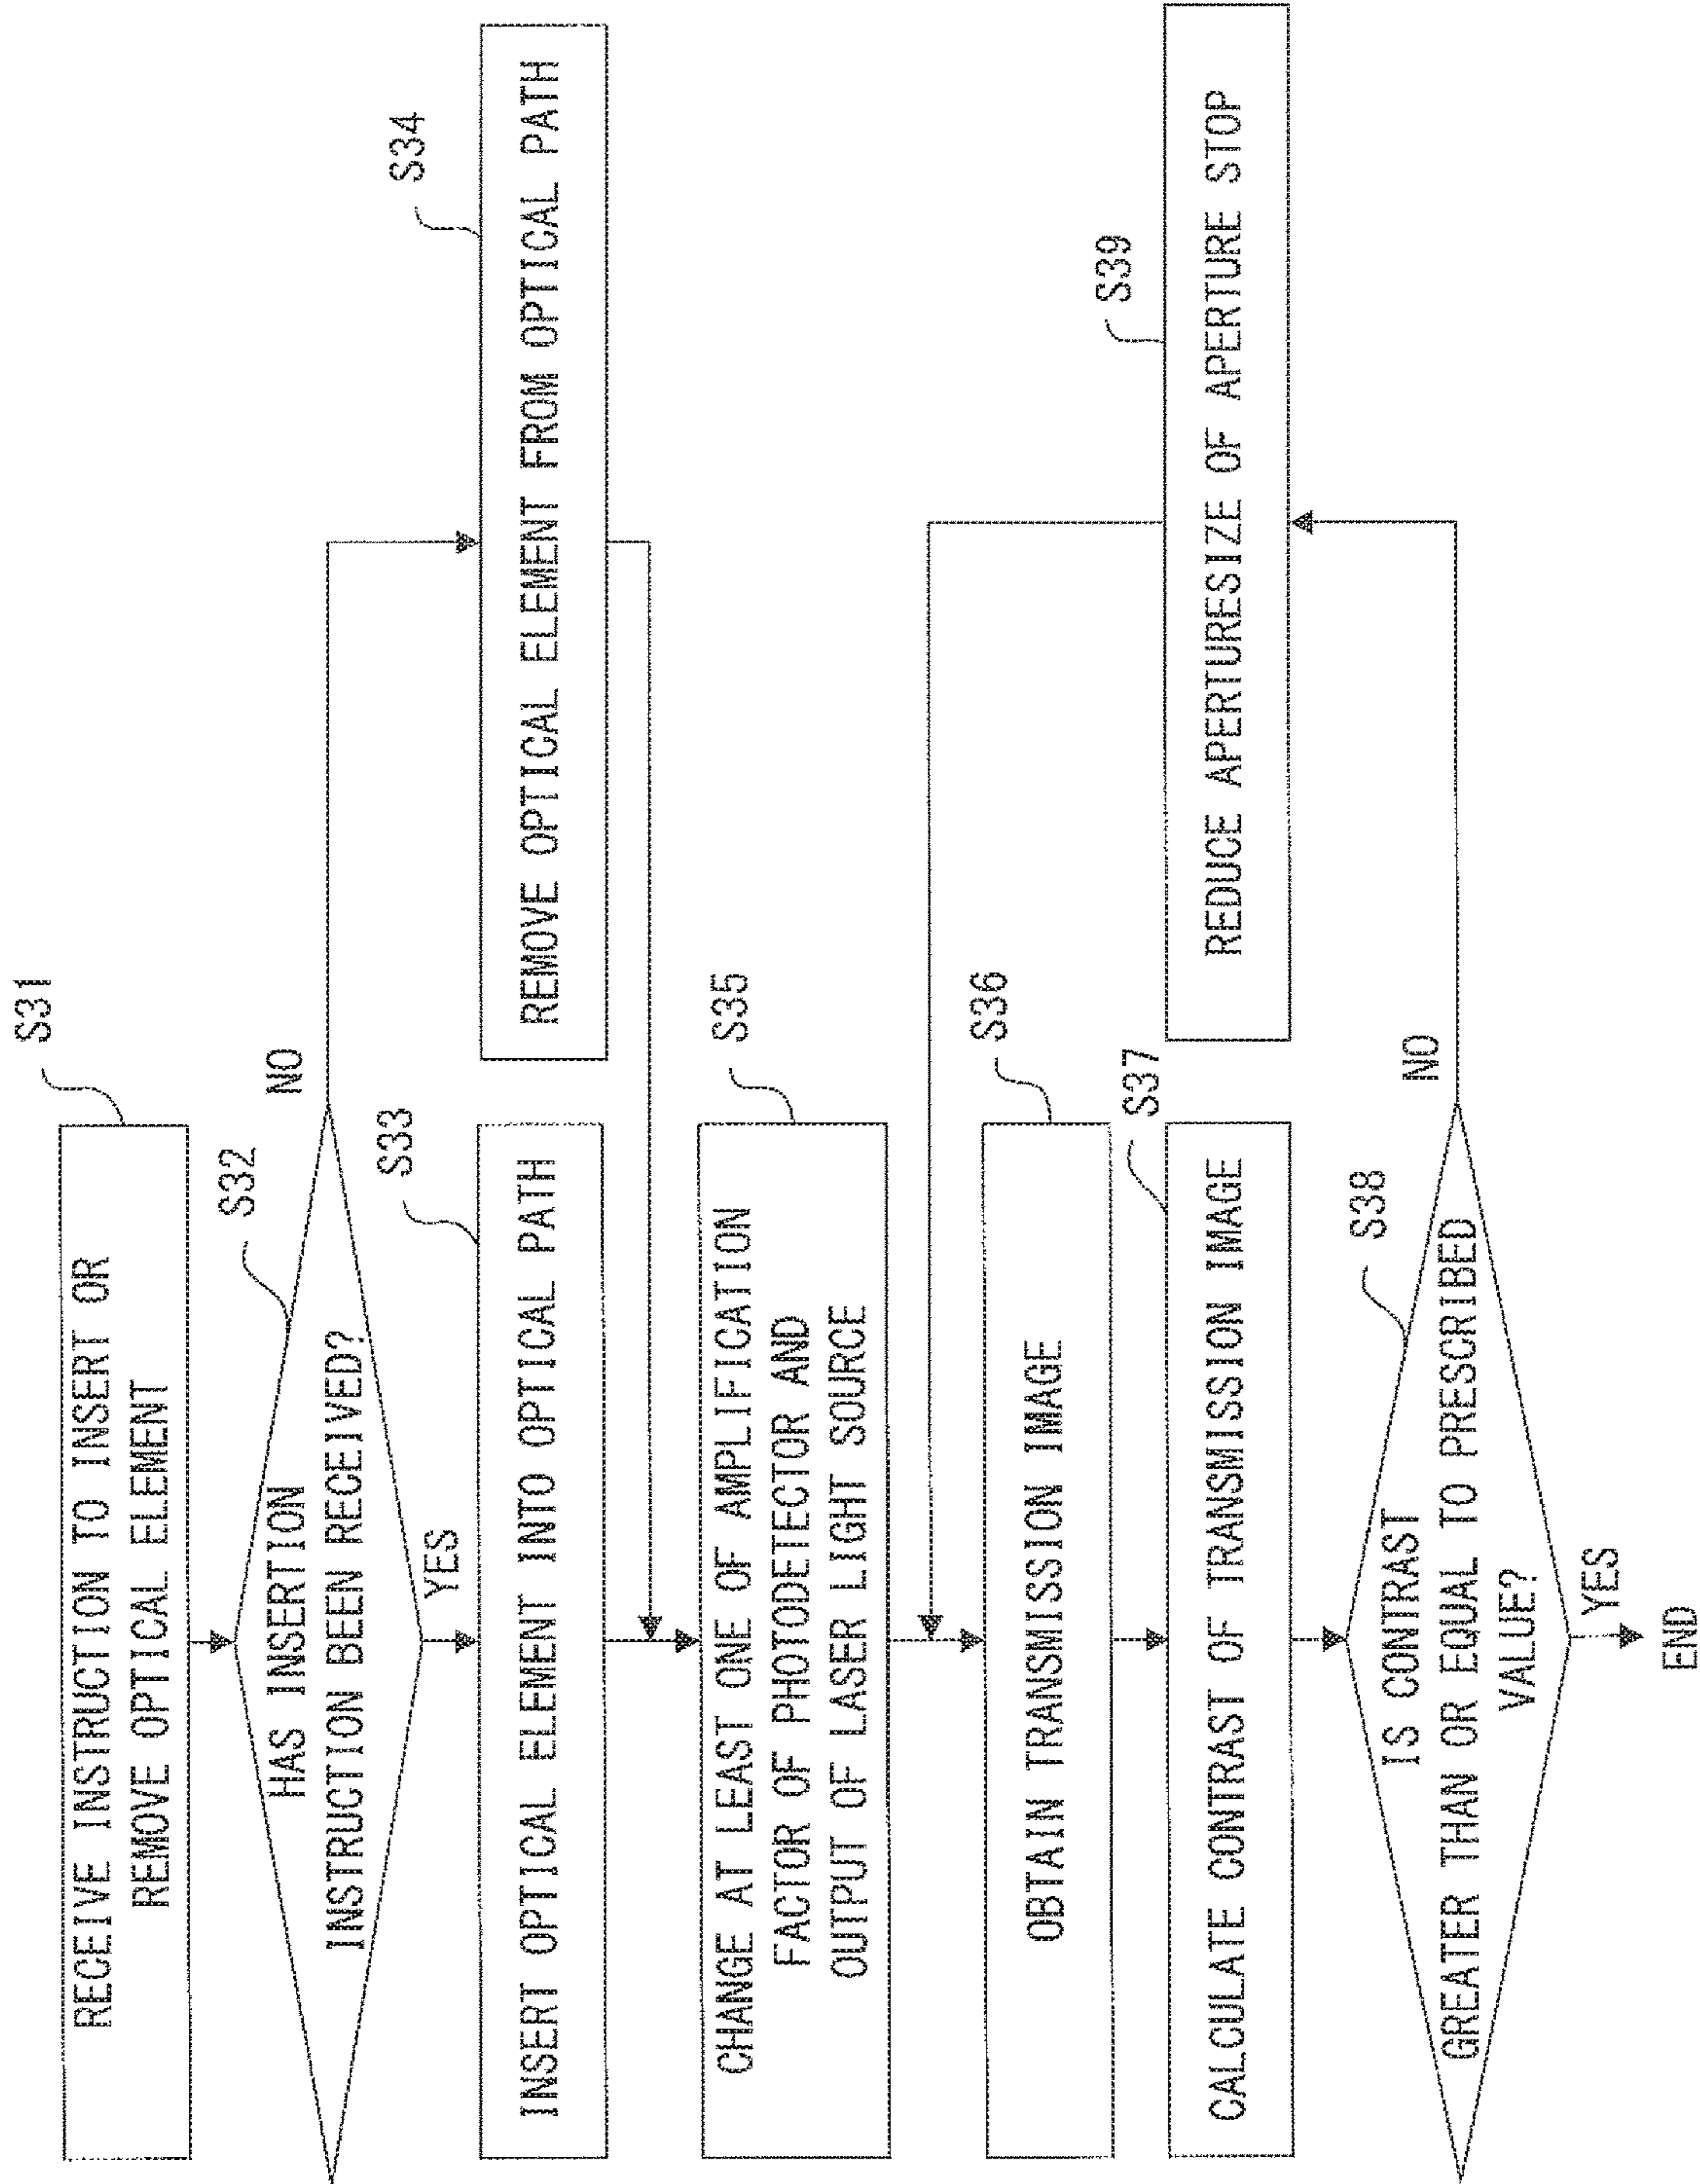 S31
RECEIVE INSTRUCTION TO INSERT OR
REMOVE OPTICAL ELEMENT
S32
HAS INSERTION
INSTRUCTION BEEN RECEIVED?
NO
YES
S33
INSERT OPTICAL ELEMENT INTO OPTICAL PATH
S34
REMOVE OPTICAL ELEMENT FROM OPTICAL PATH
S35
CHANGE AT LEAST ONE OF AMPLIFICATION
FACTOR OF PHOTODETECTOR AND
OUTPUT OF LASER LIGHT SOURCE
S36
OBTAIN TRANSMISSION IMAGE
S37
CALCULATE CONTRAST OF TRANSMISSION IMAGE
S38
IS CONTRAST
GREATER THAN OR EQUAL TO PRESCRIBED
VALUE?
NO
S39
REDUCE APERTURESIZE OF APERTURE STOP
YES
END